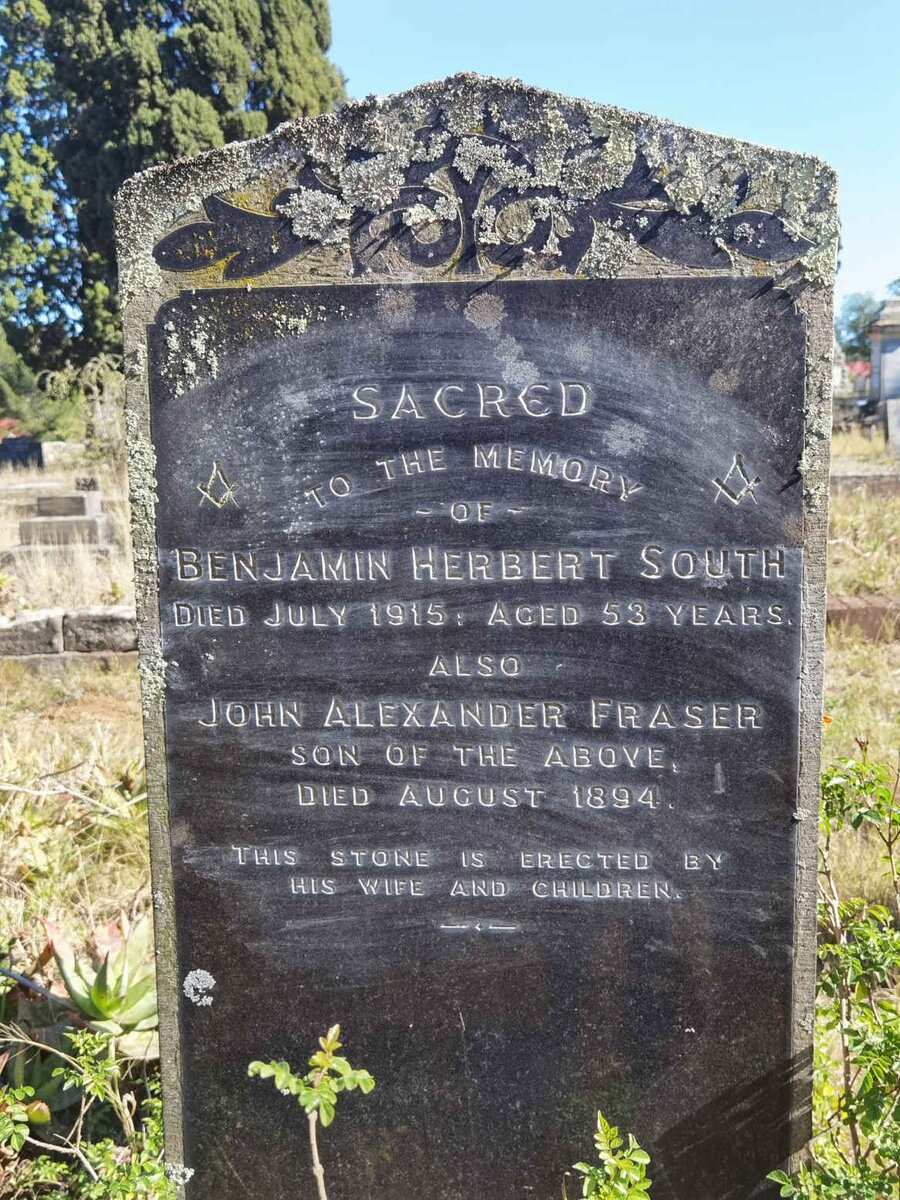 SACRED
TO THE MEMORY
- OF -
BENJAMIN HERBERT SOUTH
DIED JULY 1915: AGED 53 YEARS.
ALSO
JOHN ALEXANDER FRASER
SON OF THE ABOVE,
DIED AUGUST 1894.
THIS STONE IS ERECTED BY
HIS WIFE AND CHILDREN.